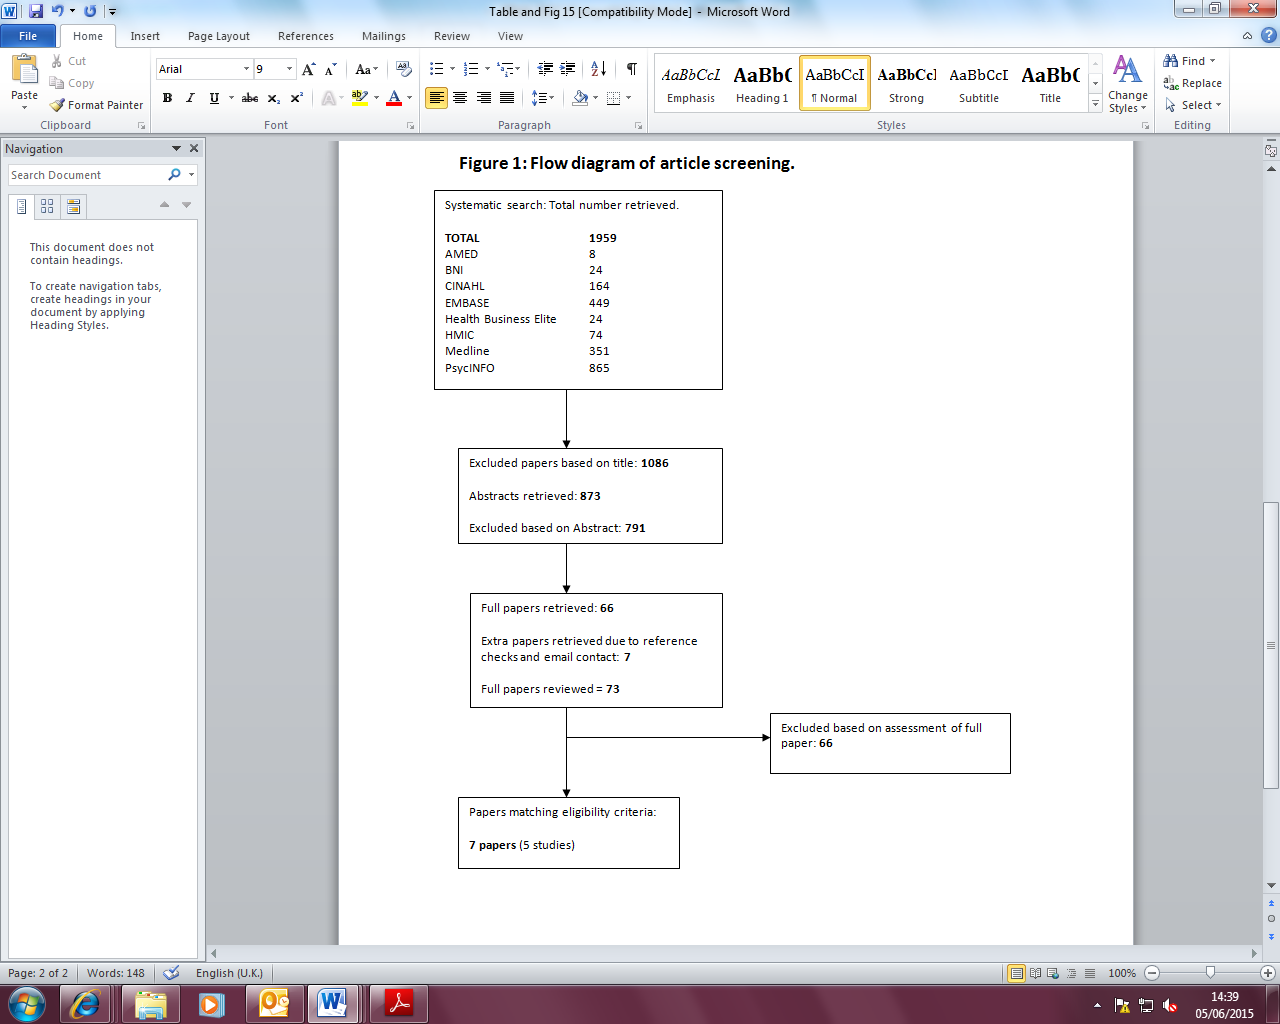 Table and Fig 15 [Compatibility Mode] - Microsoft Word
File Home Insert Page Layout References Mailings Review View
Paste
Cut
Copy
Format Painter
Clipboard
Arial 9
Aa
B I U abc x₂ x² A ab A
Font
Paragraph
AaBbCcI AaBbC AaBbCcI AaBbCcI AaBbCcI AaBbC
Emphasis Heading 1 ¶ Normal Strong Subtitle Title
Change
Styles
Styles
Find
Replace
Select
Editing
Navigation
Search Document
This document does not
contain headings.
To create navigation tabs,
create headings in your
document by applying
Heading Styles.
Figure 1: Flow diagram of article screening.
Systematic search: Total number retrieved.
TOTAL 1959
AMED 8
BNI 24
CINAHL 164
EMBASE 449
Health Business Elite 24
HMIC 74
Medline 351
PsycINFO 865
Excluded papers based on title: 1086
Abstracts retrieved: 873
Excluded based on Abstract: 791
Full papers retrieved: 66
Extra papers retrieved due to reference
checks and email contact: 7
Full papers reviewed = 73
Excluded based on assessment of full
paper: 66
Papers matching eligibility criteria:
7 papers (5 studies)
Page: 2 of 2 Words: 148 English (U.K.) 100%
14:39
05/06/2015